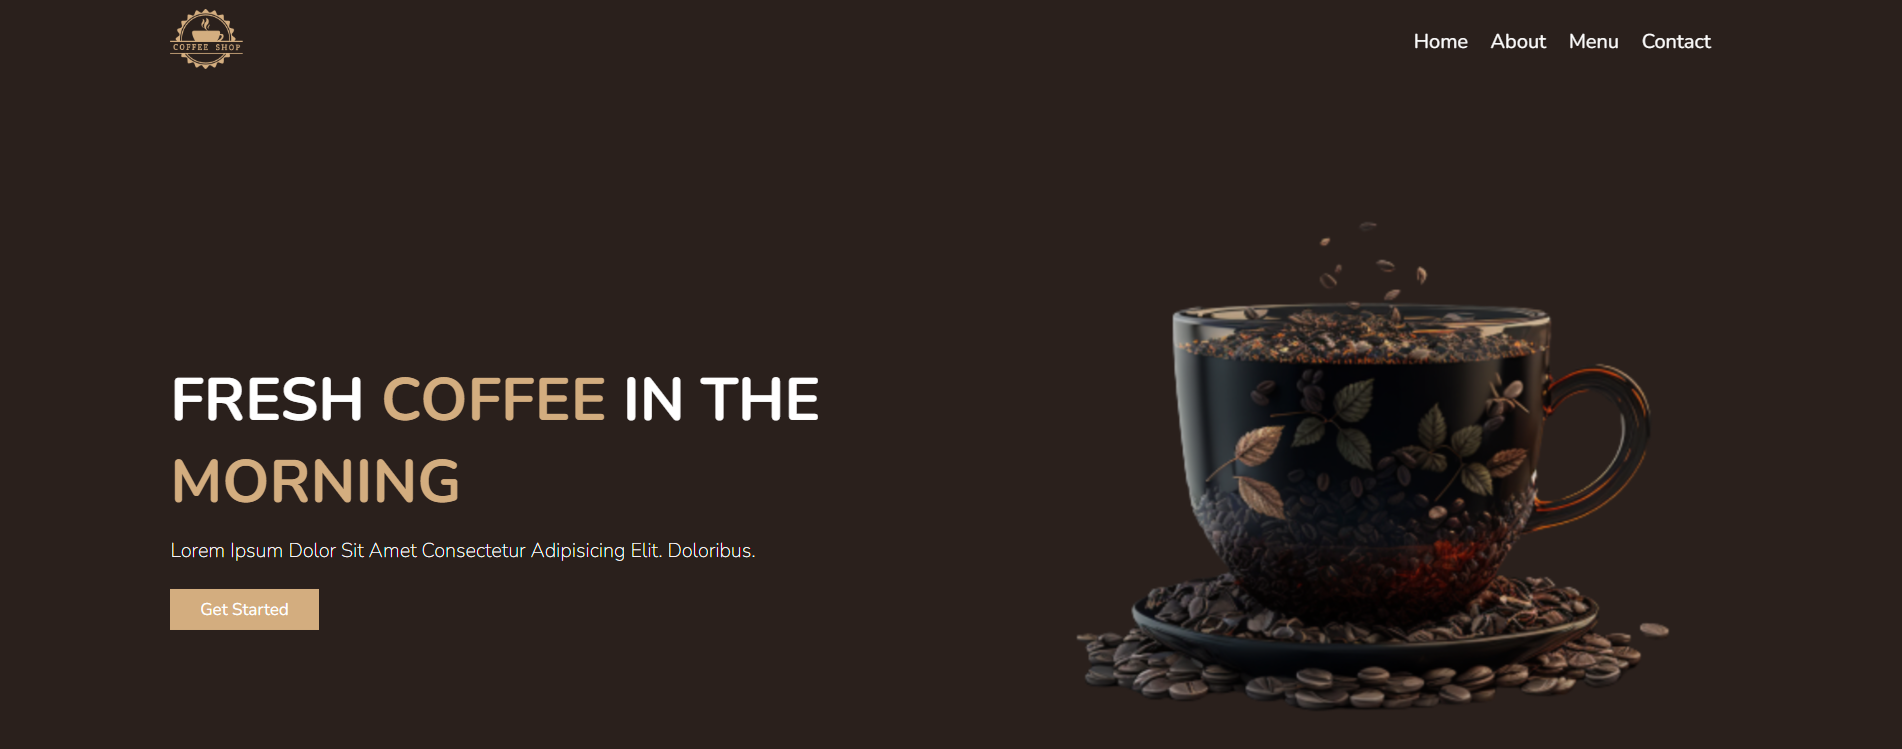 COFFEE SHOP
Home About Menu Contact
FRESH COFFEE IN THE
MORNING
Lorem Ipsum Dolor Sit Amet Consectetur Adipisicing Elit. Doloribus.
Get Started